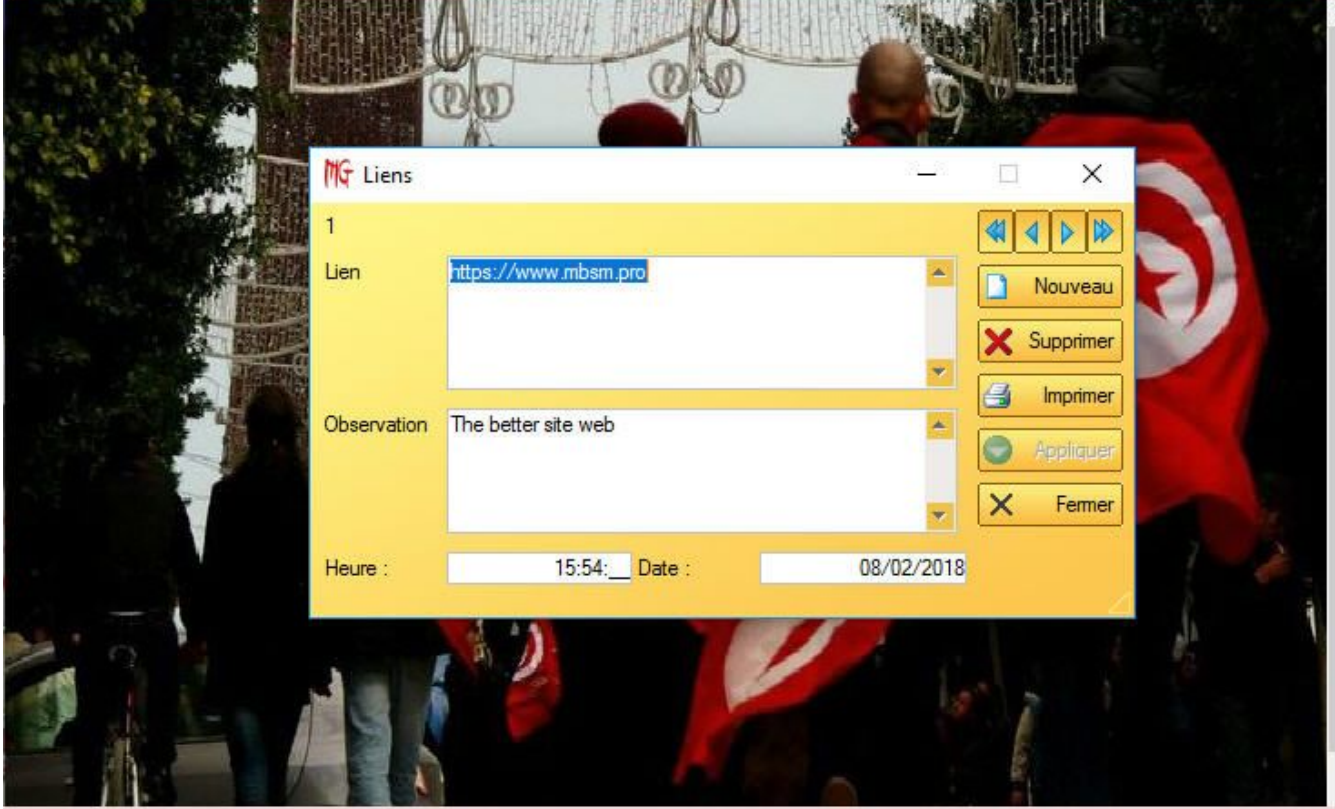 MG Liens
1
Lien
https://www.mbsm.pro
Nouveau
Supprimer
Imprimer
Observation
The better site web
Appliquer
Fermer
Heure :
15:54:__
Date :
08/02/2018